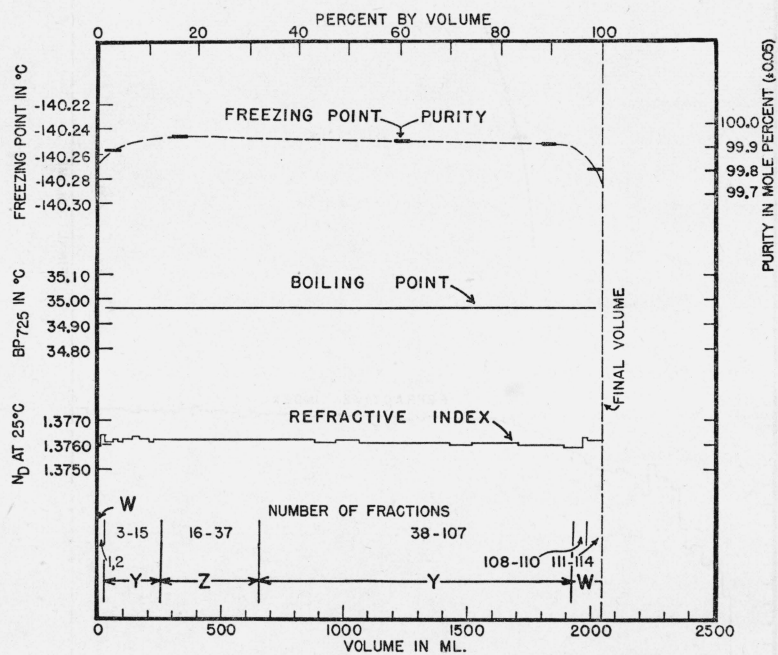 PERCENT BY VOLUME
0 20 40 60 80 100
FREEZING POINT IN °C
-140.22
-140.24
-140.26
-140.28
-140.30
FREEZING POINT PURITY
100.0
99.9
99.8
99.7
PURITY IN MOLE PERCENT (±0.05)
BP725 IN °C
35.10
35.00
34.90
34.80
BOILING POINT
FINAL VOLUME
ND AT 25°C
1.3770
1.3760
1.3750
REFRACTIVE INDEX
W
NUMBER OF FRACTIONS
3-15 16-37 38-107
1,2 108-110 111-114
Y Z Y W
0 500 1000 1500 2000 2500
VOLUME IN ML.